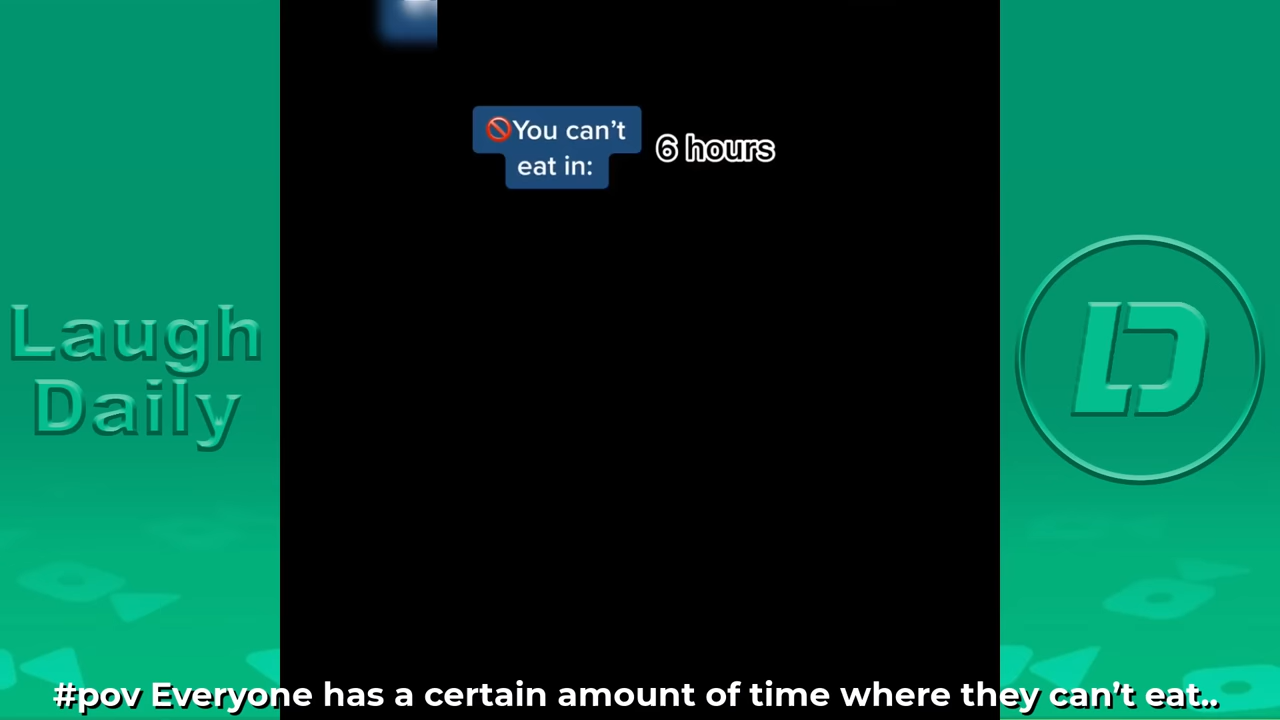 🚫You can’t
eat in:
6 hours
Laugh
Daily
LD
#pov Everyone has a certain amount of time where they can’t eat..